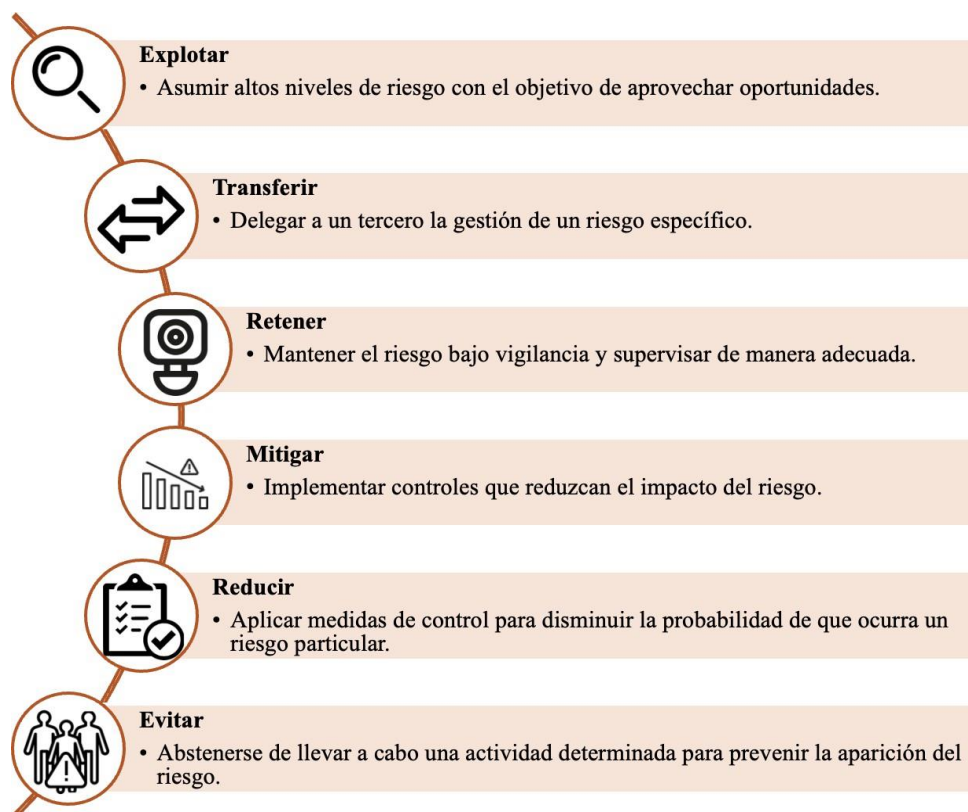 Explotar
• Asumir altos niveles de riesgo con el objetivo de aprovechar oportunidades.
Transferir
• Delegar a un tercero la gestión de un riesgo específico.
Retener
• Mantener el riesgo bajo vigilancia y supervisar de manera adecuada.
Mitigar
• Implementar controles que reduzcan el impacto del riesgo.
Reducir
• Aplicar medidas de control para disminuir la probabilidad de que ocurra un
riesgo particular.
Evitar
• Abstenerse de llevar a cabo una actividad determinada para prevenir la aparición del
riesgo.